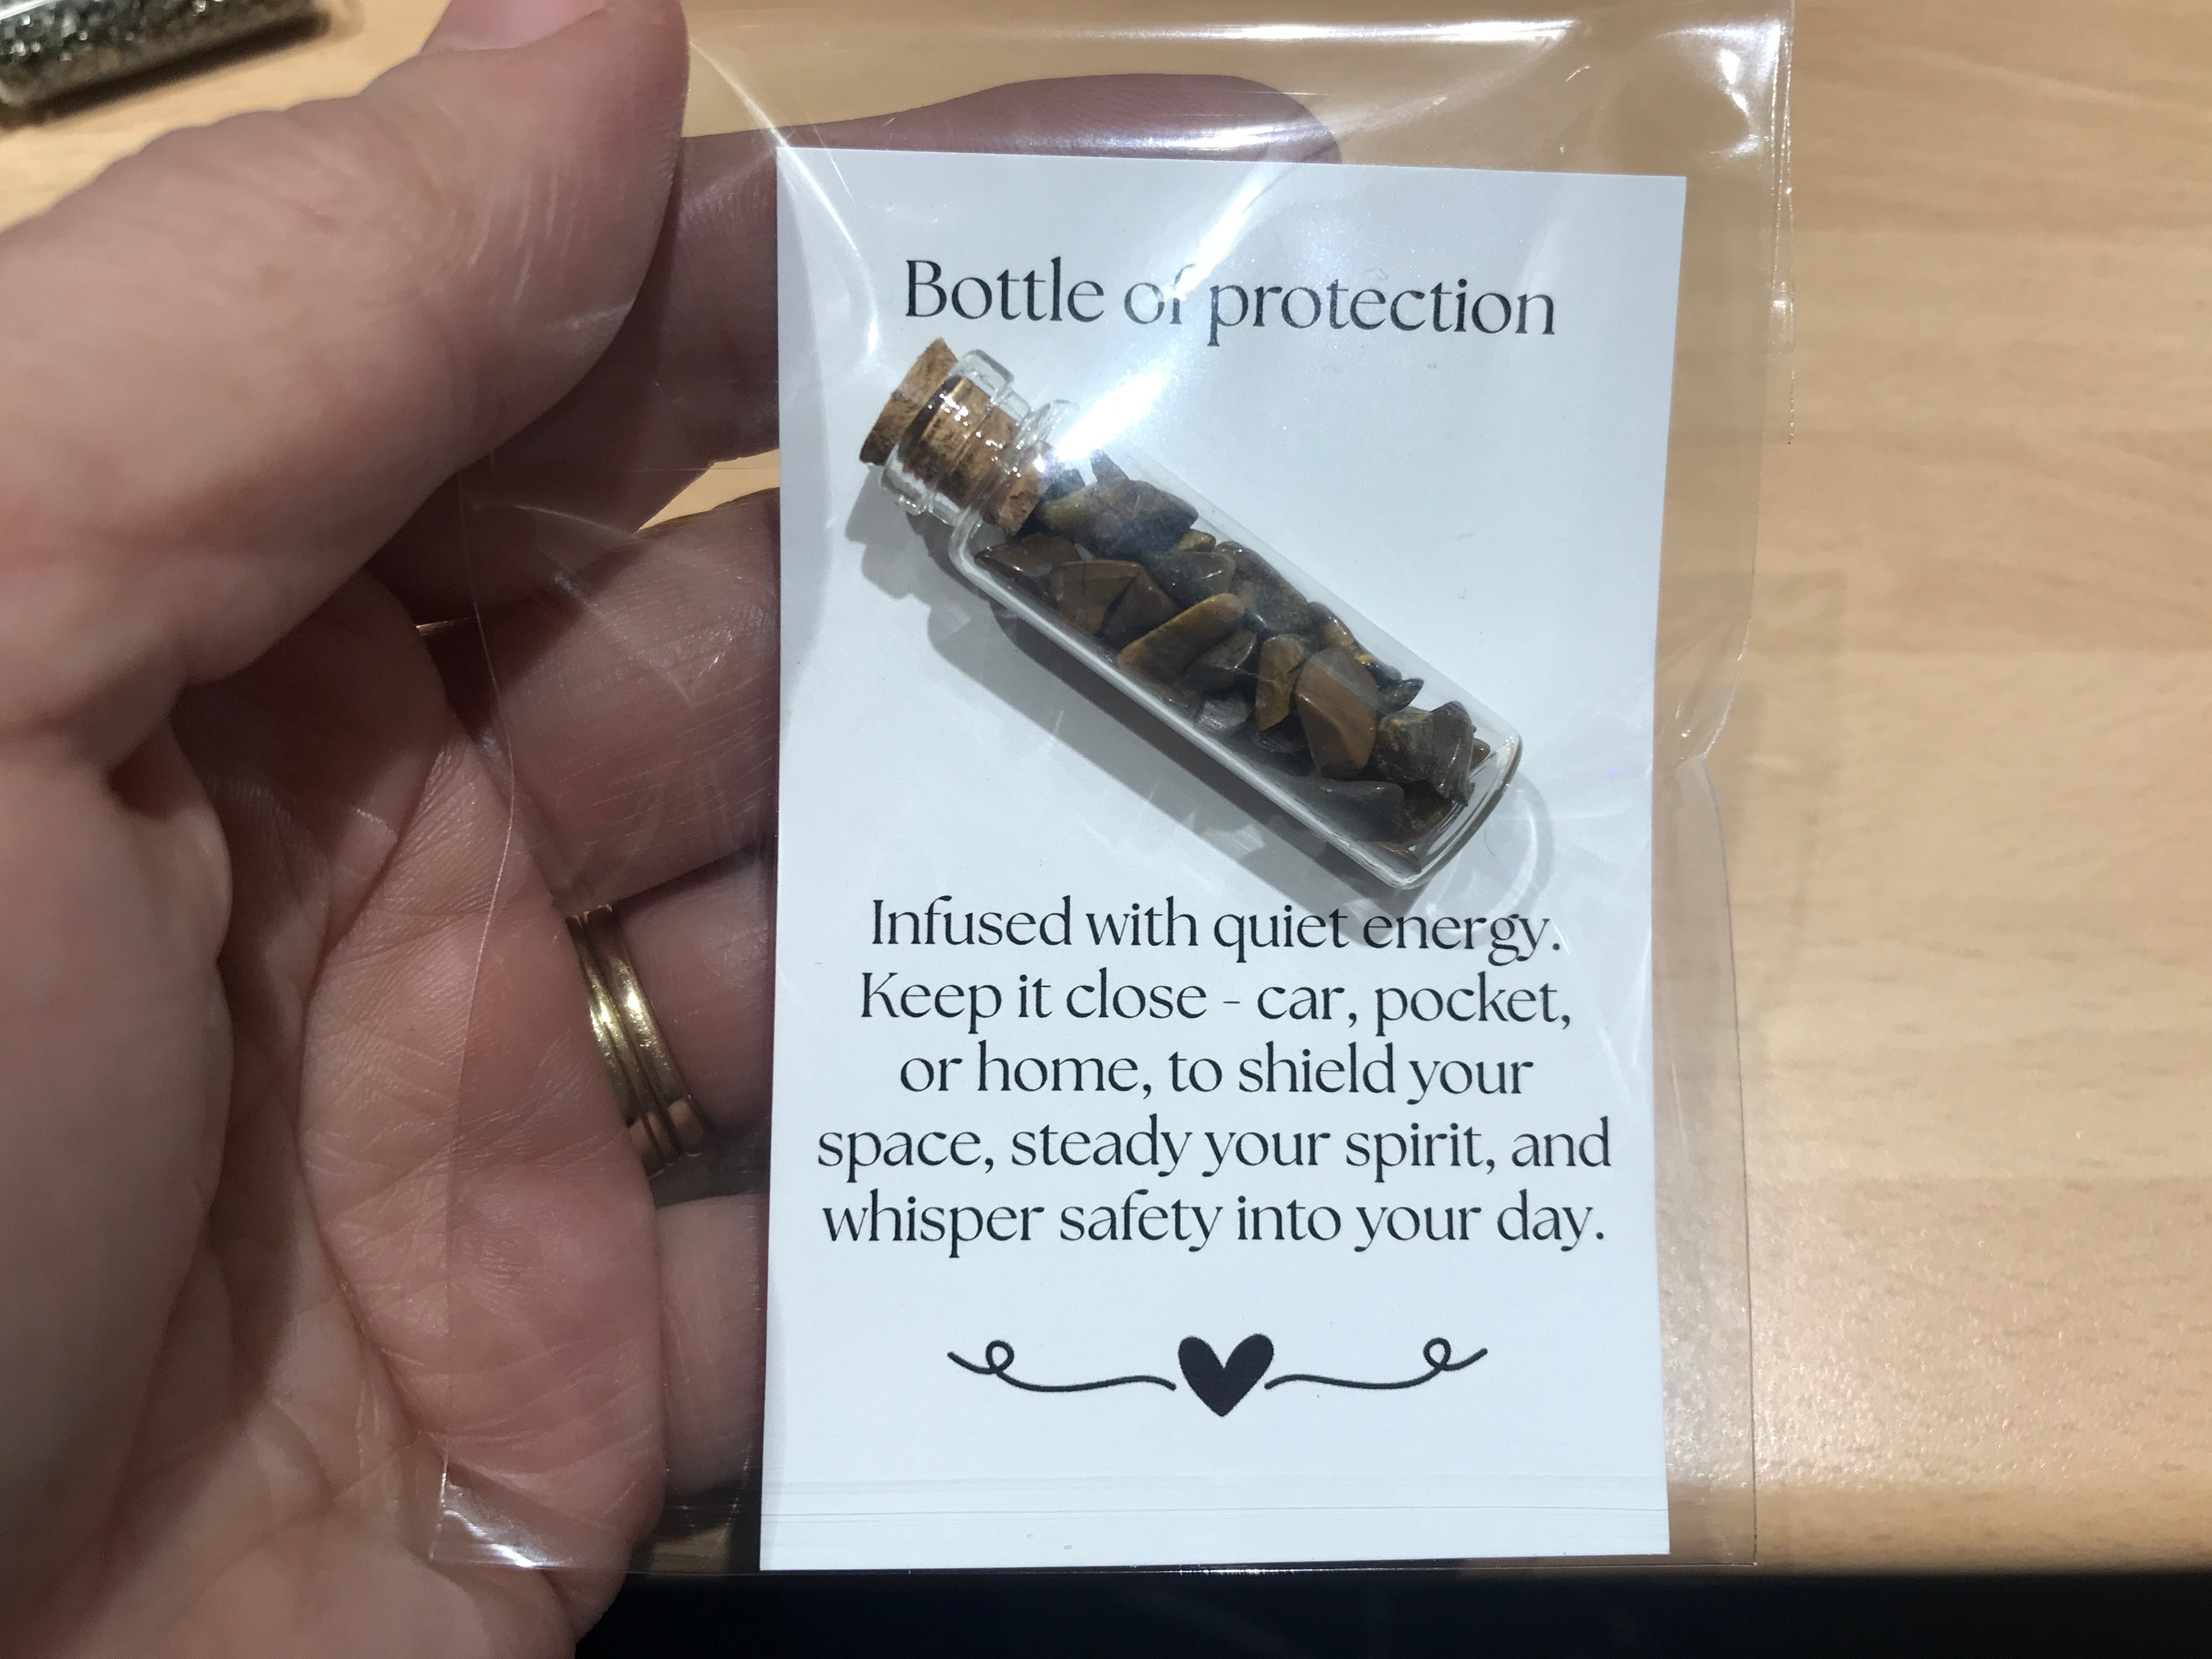 Bottle of protection
Infused with quiet energy.
Keep it close - car, pocket,
or home, to shield your
space, steady your spirit, and
whisper safety into your day.